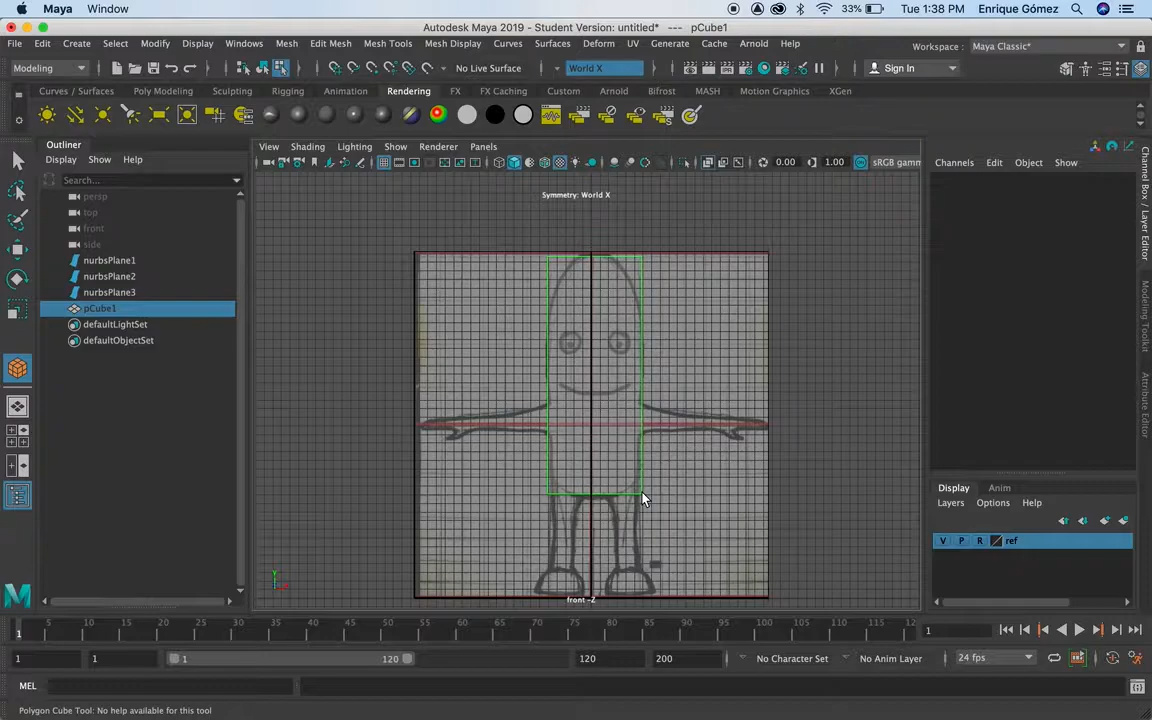 Maya Window 33% Tue 1:38 PM Enrique Gómez
Autodesk Maya 2019 - Student Version: untitled* --- pCube1
File Edit Create Select Modify Display Windows Mesh Edit Mesh Mesh Tools Mesh Display Curves Surfaces Deform UV Generate Cache Arnold Help Workspace : Maya Classic*
Modeling No Live Surface World X Sign In
Curves / Surfaces Poly Modeling Sculpting Rigging Animation Rendering FX FX Caching Custom Arnold Bifrost MASH Motion Graphics XGen
Outliner
Display Show Help
Search...
persp
top
front
side
nurbsPlane1
nurbsPlane2
nurbsPlane3
pCube1
defaultLightSet
defaultObjectSet
View Shading Lighting Show Renderer Panels
0.00 1.00 sRGB gamm
Symmetry: World X
front -Z
Channels Edit Object Show
Channel Box / Layer Editor
Modeling Toolkit
Attribute Editor
Display Anim
Layers Options Help
V P R ref
5 10 15 20 25 30 35 40 45 50 55 60 65 70 75 80 85 90 95 100 105 110 115 12
1 1
1 1 1 120 120 200 No Character Set No Anim Layer 24 fps
MEL
Polygon Cube Tool: No help available for this tool